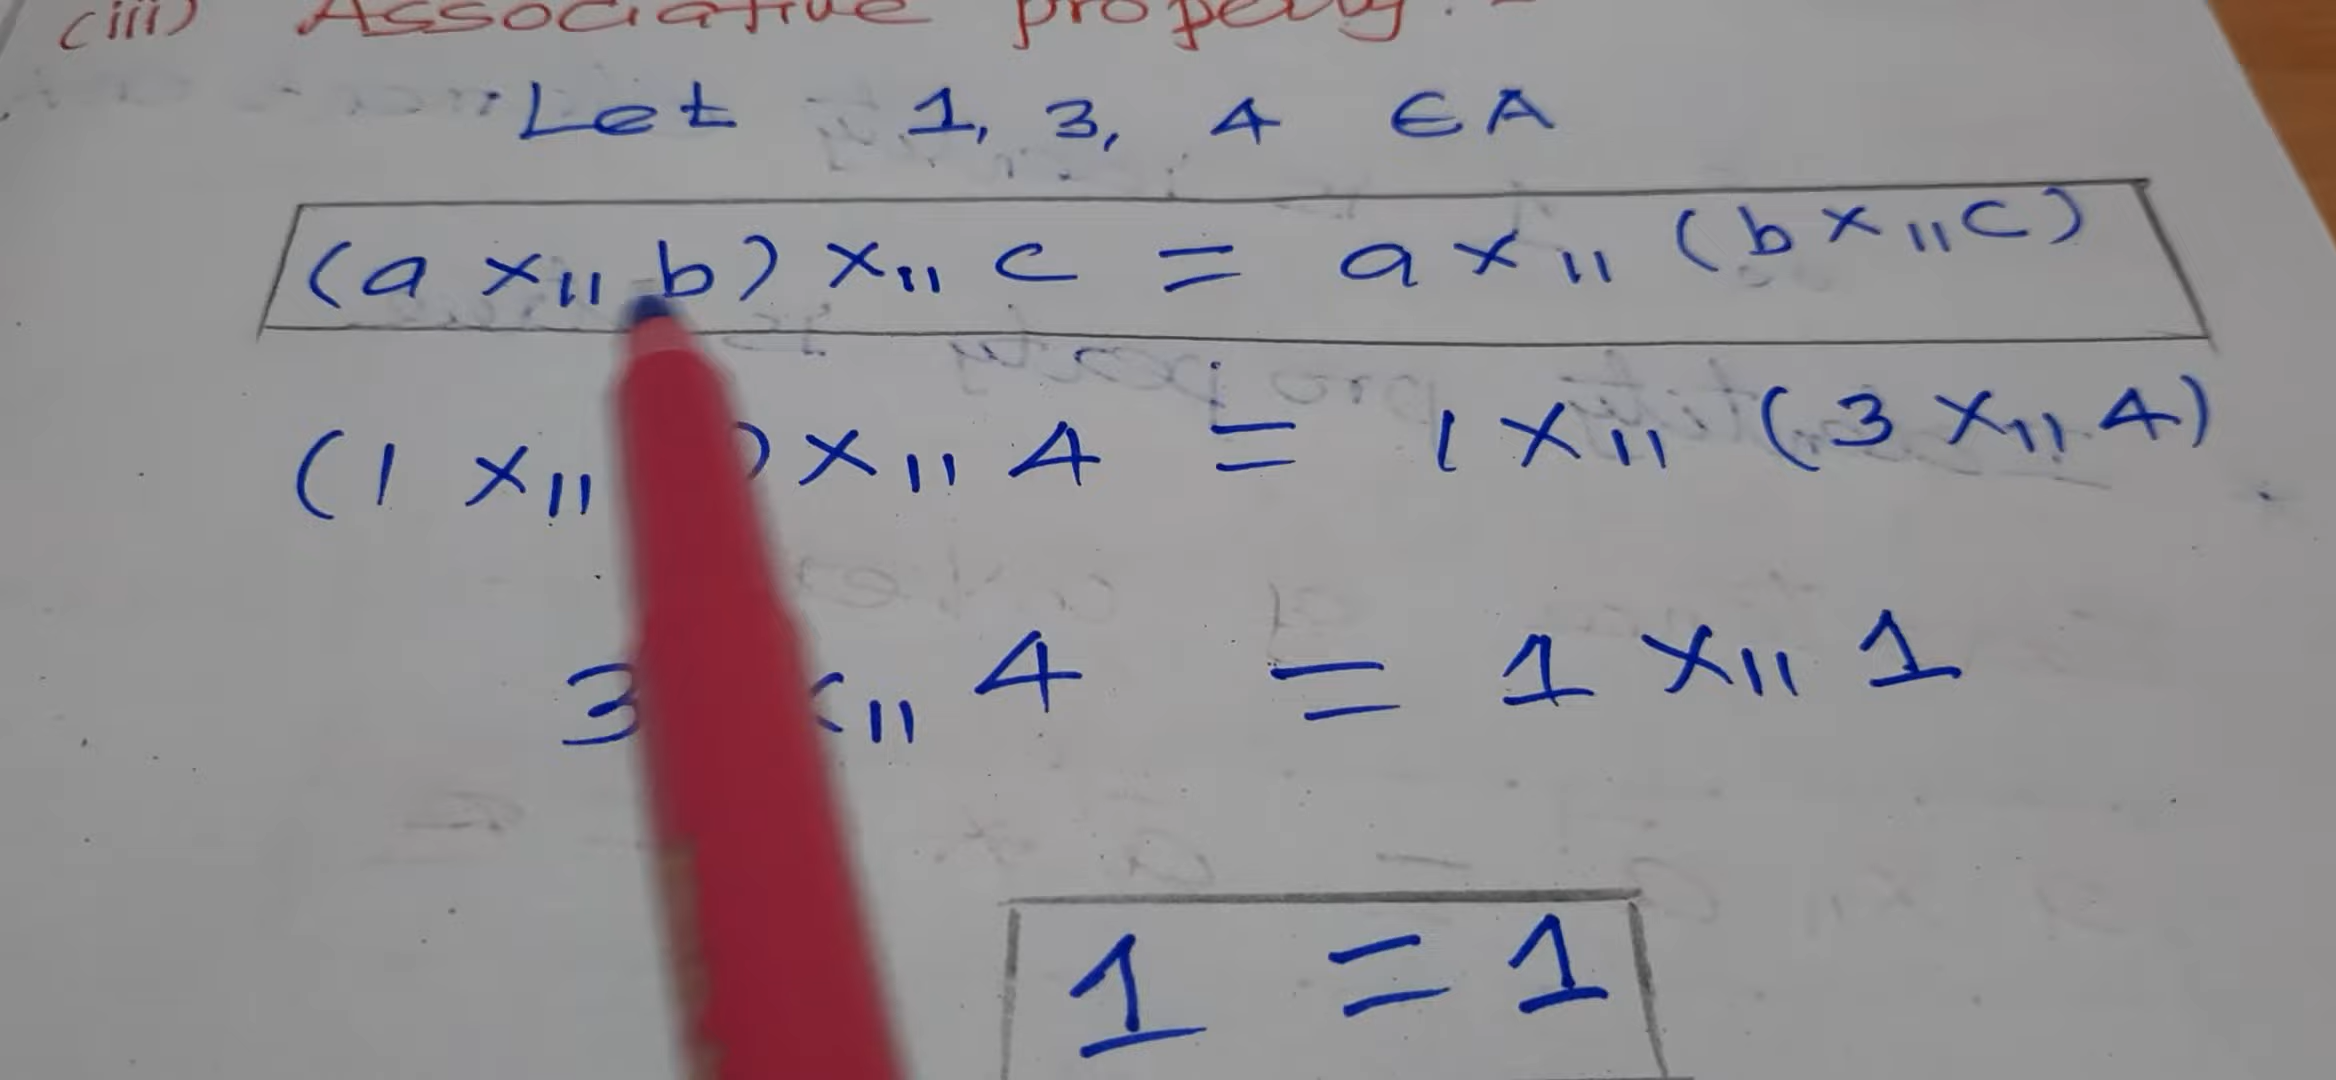 (iii) Associative property:-
Let 1, 3, 4 ∈ A
(a ×₁₁ b) ×₁₁ c = a ×₁₁ (b ×₁₁ c)
(1 ×₁₁ ) ×₁₁ 4 = 1 ×₁₁ (3 ×₁₁ 4)
3 ×₁₁ 4 = 1 ×₁₁ 1
1 = 1